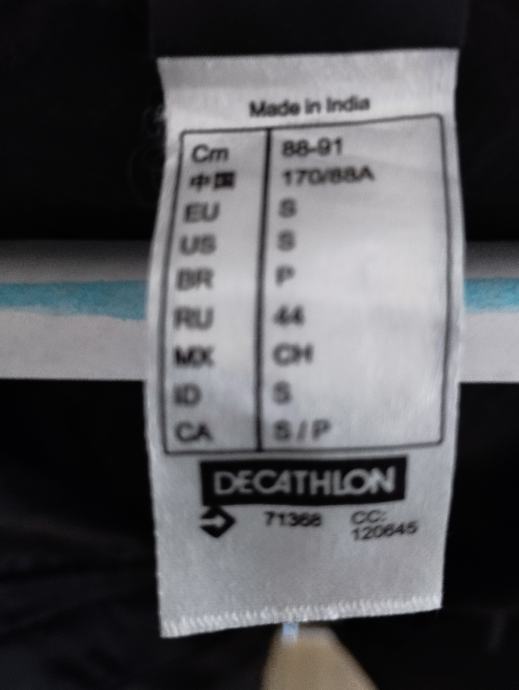 Made in India
Cm 88-91
中国 170/88A
EU S
US S
BR P
RU 44
MX CH
ID S
CA S / P
DECATHLON
71368 CC:
120645